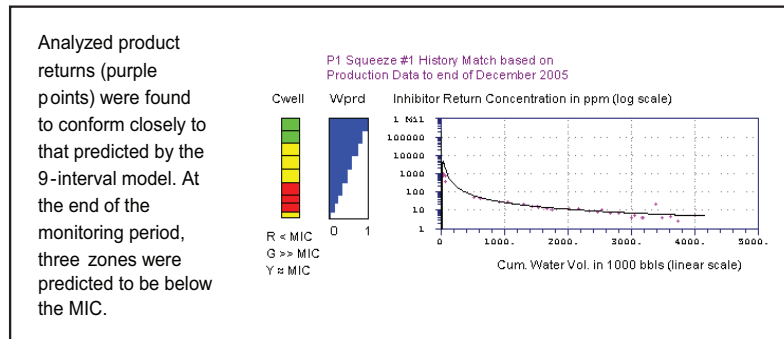 Analyzed product
returns (purple
points) were found
to conform closely to
that predicted by the
9-interval model. At
the end of the
monitoring period,
three zones were
predicted to be below
the MIC.
P1 Squeeze #1 History Match based on
Production Data to end of December 2005
Cwell
Wprd
Inhibitor Return Concentration in ppm (log scale)
100000
10000
1000
100
10
1
0 1
0 1000. 2000. 3000. 4000. 5000.
R < MIC
G >> MIC
Y ≈ MIC
Cum. Water Vol. in 1000 bbls (linear scale)